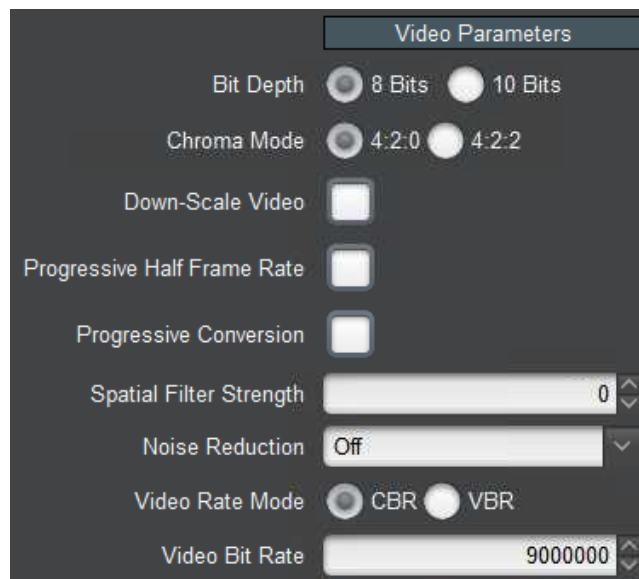 Video Parameters
Bit Depth 8 Bits 10 Bits
Chroma Mode 4:2:0 4:2:2
Down-Scale Video
Progressive Half Frame Rate
Progressive Conversion
Spatial Filter Strength 0
Noise Reduction Off
Video Rate Mode CBR VBR
Video Bit Rate 9000000